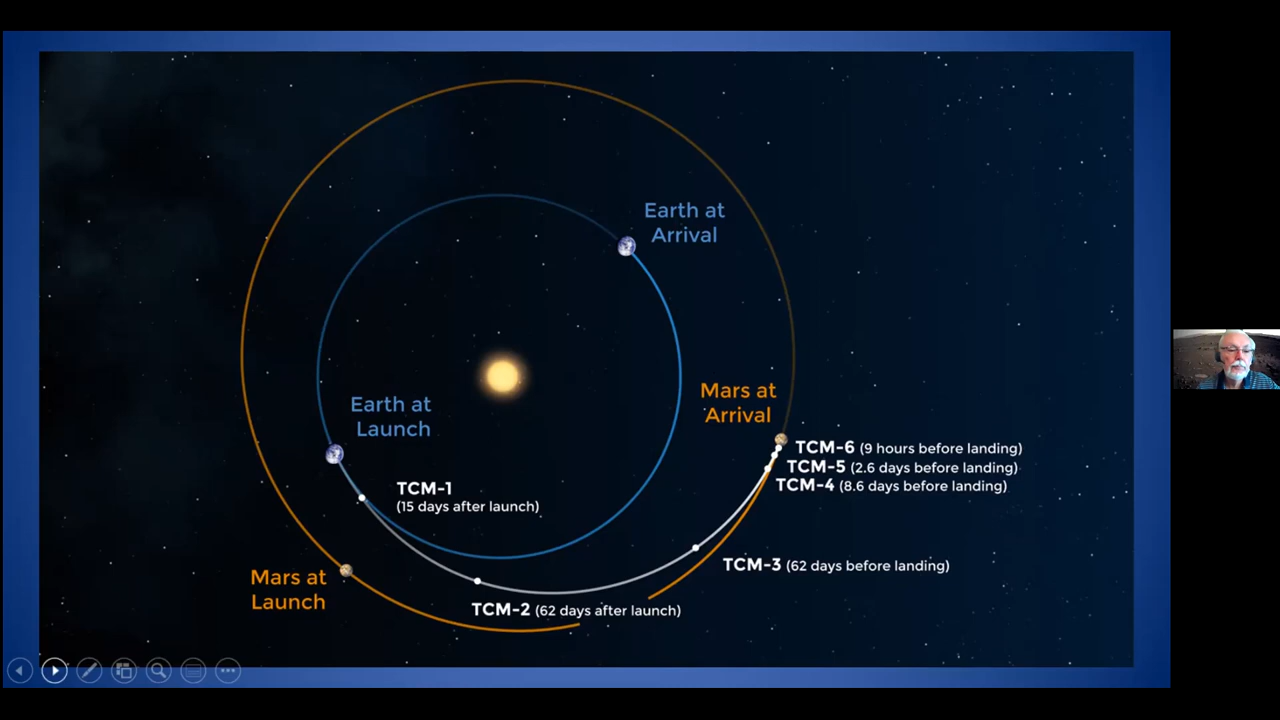 Earth at
Arrival
Mars at
Arrival
Earth at
Launch
TCM-6 (9 hours before landing)
TCM-5 (2.6 days before landing)
TCM-4 (8.6 days before landing)
TCM-1
(15 days after launch)
TCM-3 (62 days before landing)
Mars at
Launch
TCM-2 (62 days after launch)